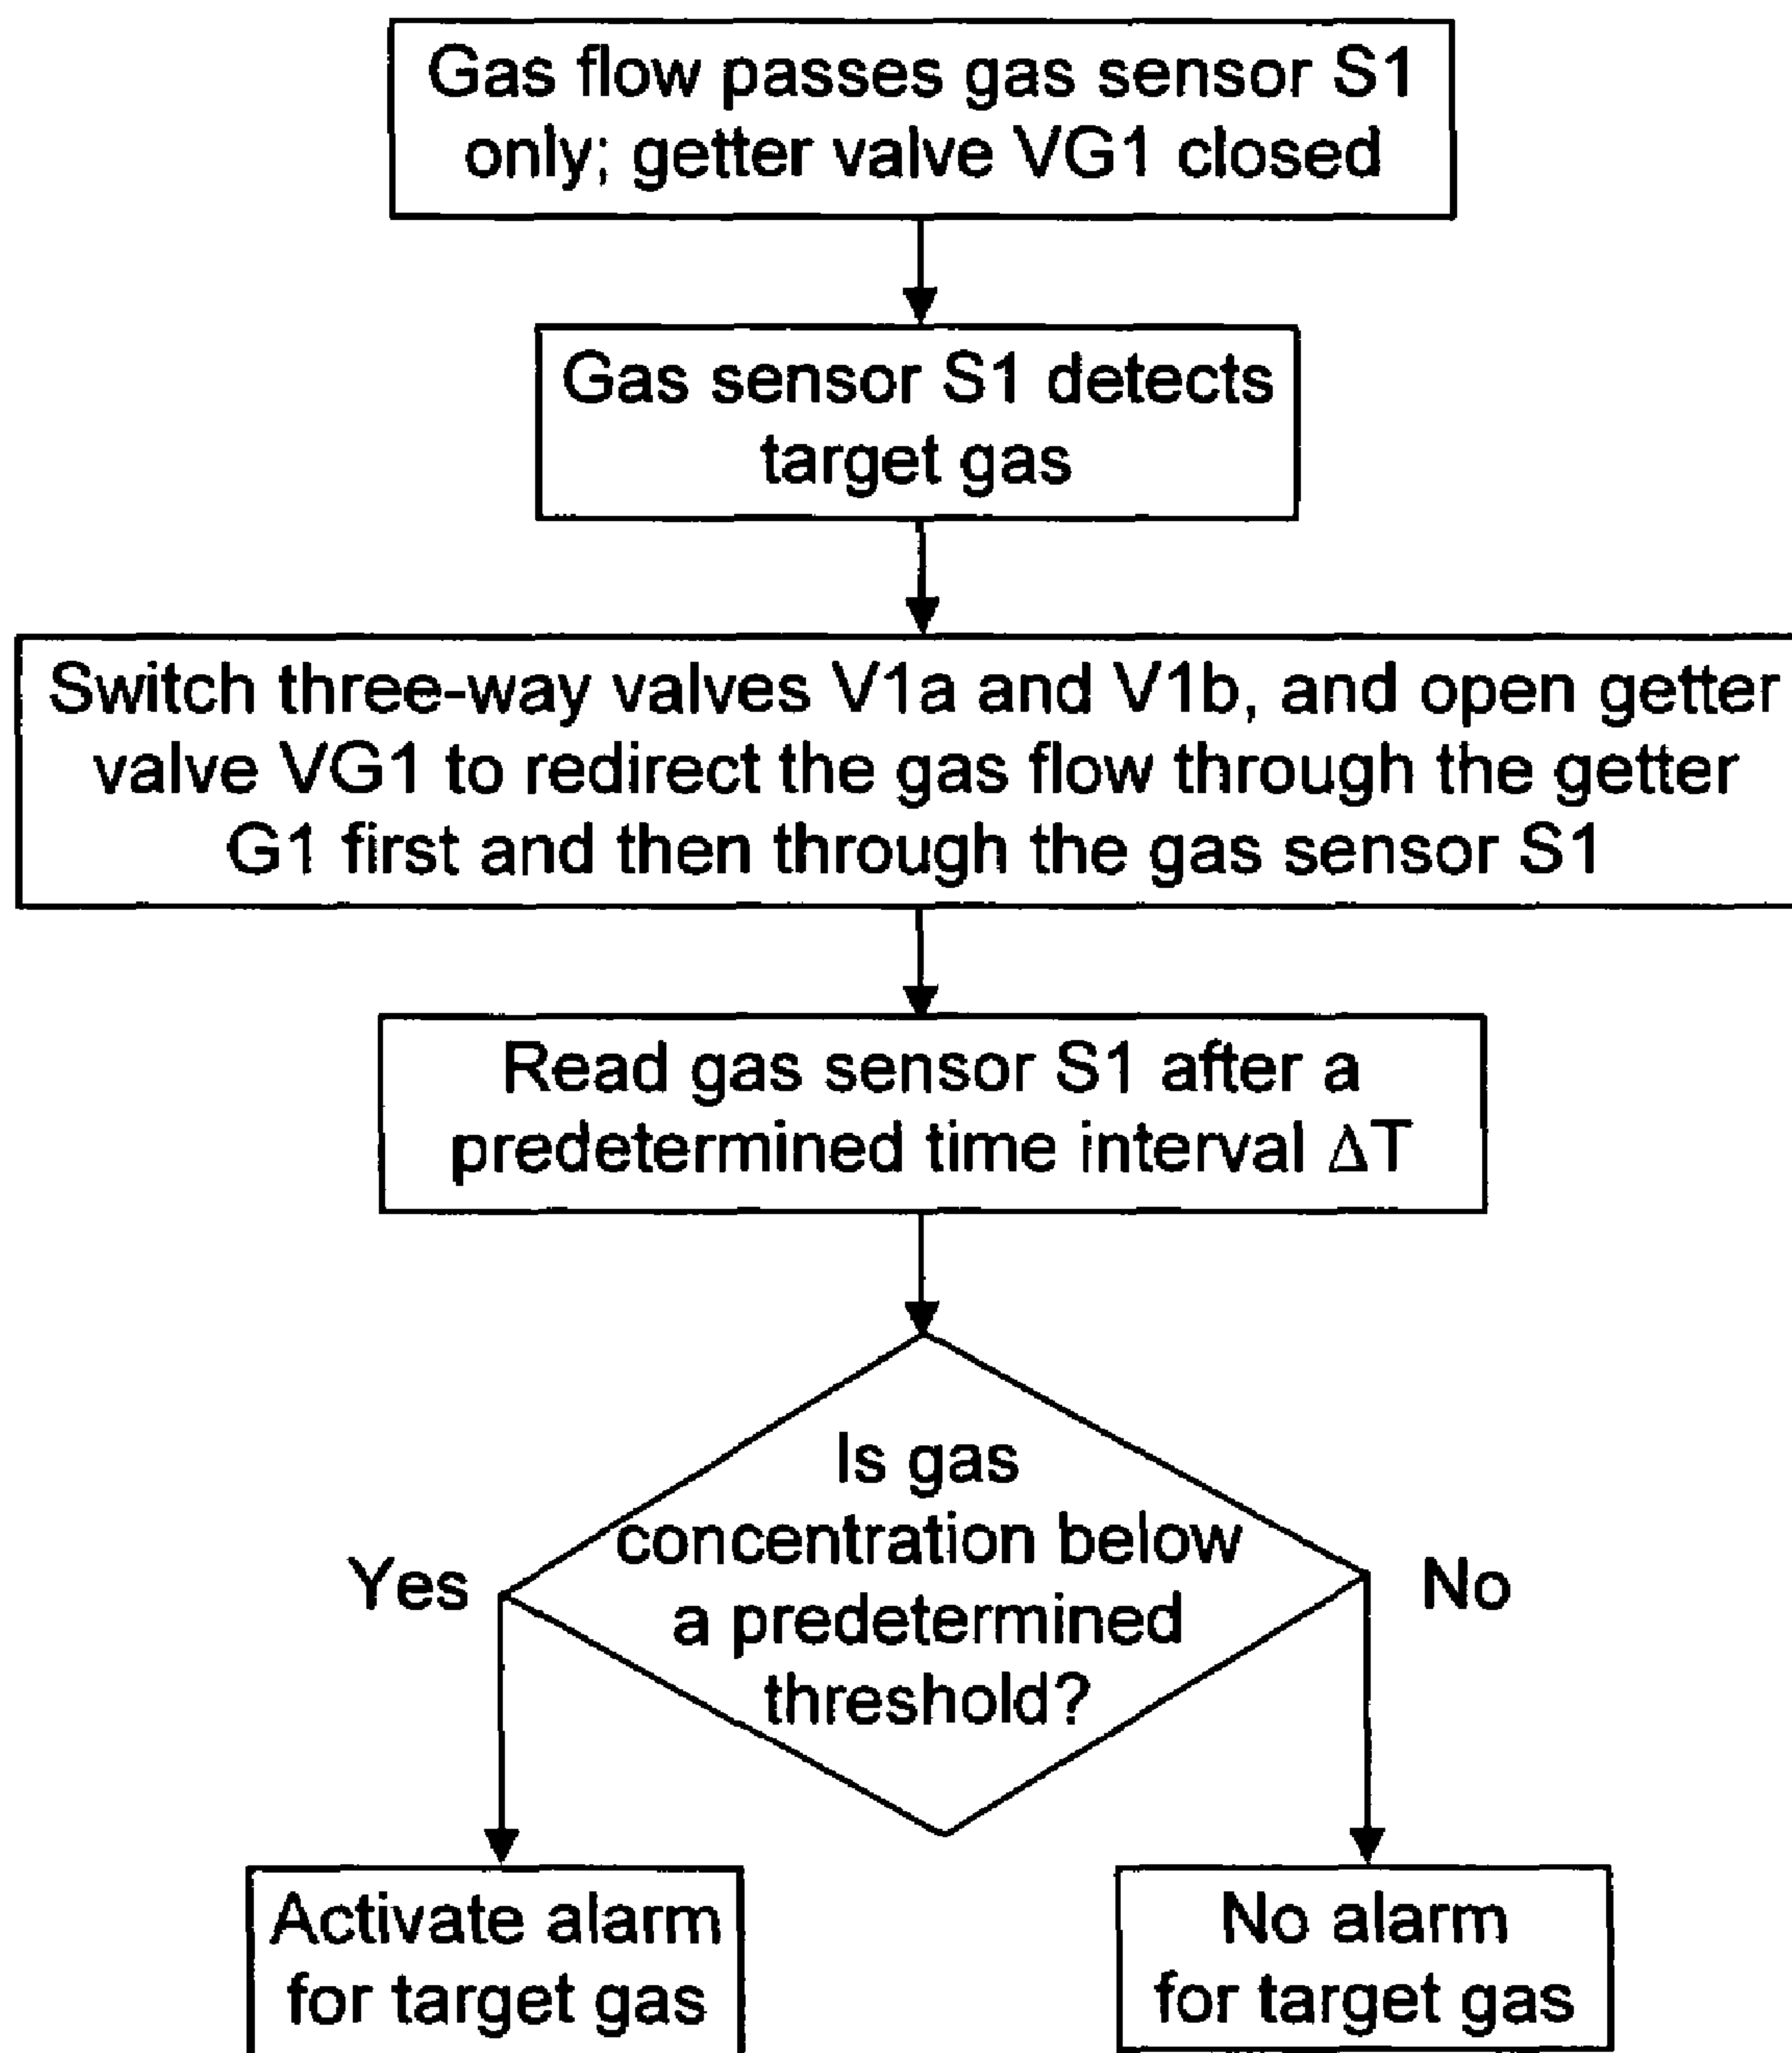 Gas flow passes gas sensor S1
only; getter valve VG1 closed
Gas sensor S1 detects
target gas
Switch three-way valves V1a and V1b, and open getter
valve VG1 to redirect the gas flow through the getter
G1 first and then through the gas sensor S1
Read gas sensor S1 after a
predetermined time interval ΔT
Is gas
concentration below
a predetermined
threshold?
Yes
No
Activate alarm
for target gas
No alarm
for target gas